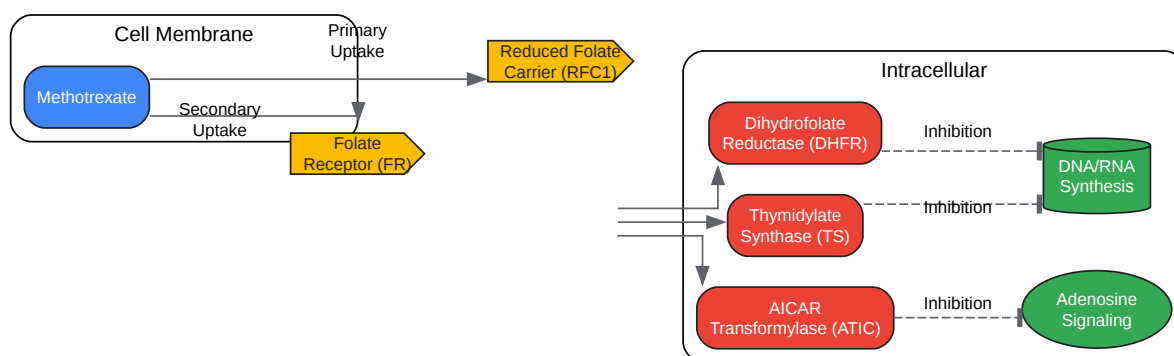 Cell Membrane
Primary
Uptake
Methotrexate
Secondary
Uptake
Reduced Folate
Carrier (RFC1)
Folate
Receptor (FR)
Intracellular
Dihydrofolate
Reductase (DHFR)
Inhibition
DNA/RNA
Synthesis
Thymidylate
Synthase (TS)
Inhibition
AICAR
Transformylase (ATIC)
Inhibition
Adenosine
Signaling